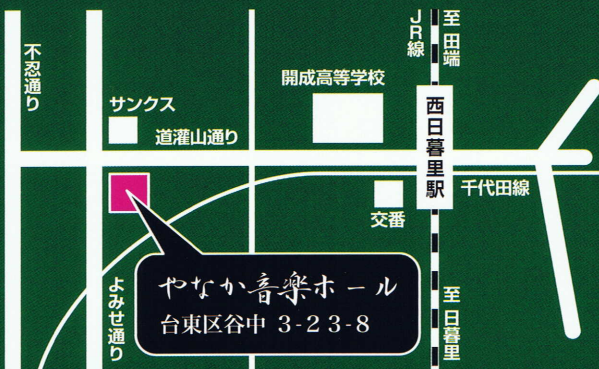 不忍通り
サンクス
道灌山通り
開成高等学校
JR線
至 田端
西日暮里駅
千代田線
交番
よみせ通り
やなか音楽ホール
台東区谷中 3-23-8
至 日暮里